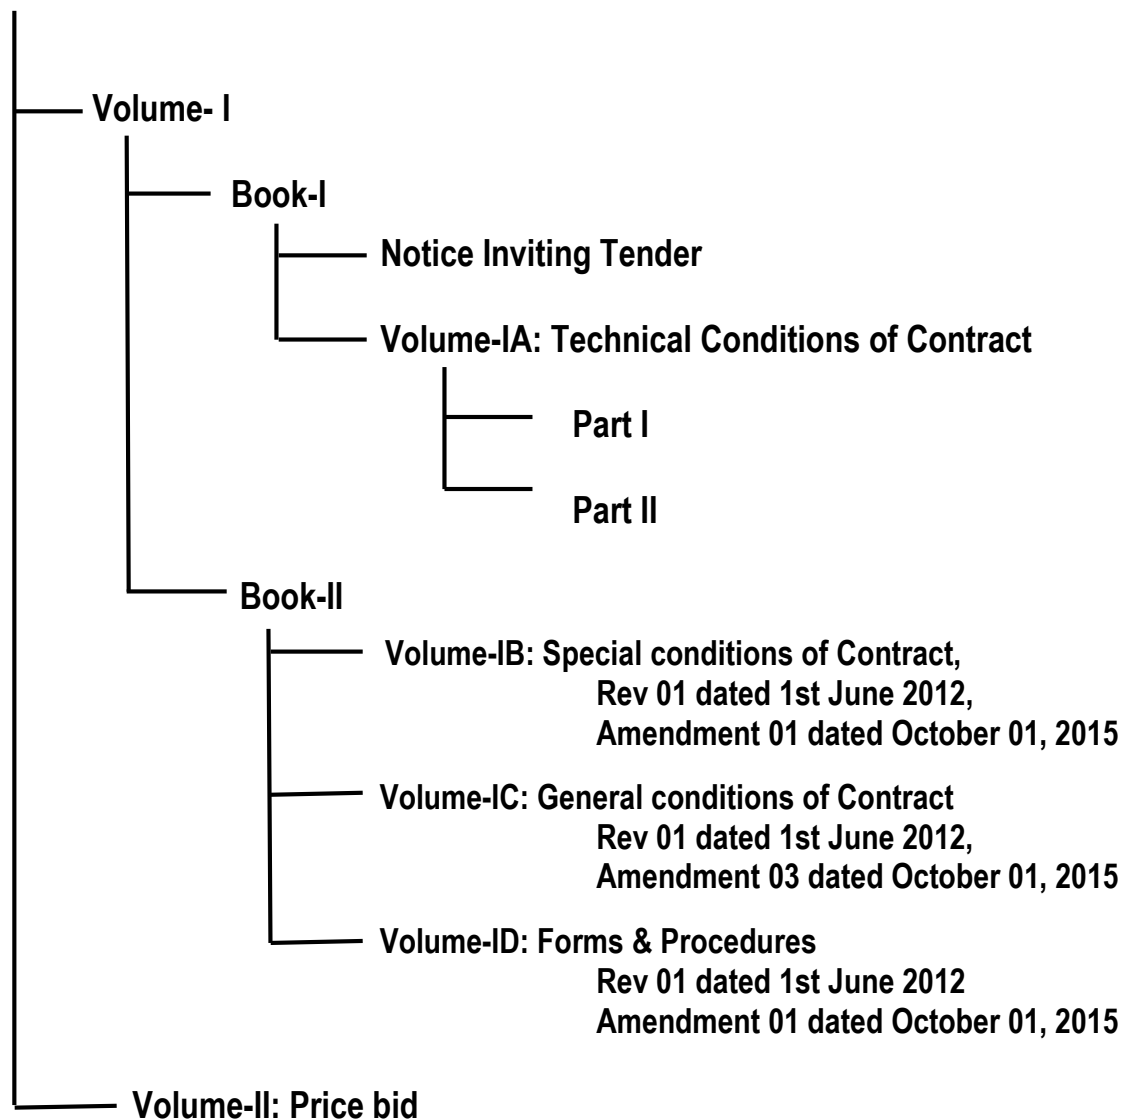 Volume- I
Book-I
Notice Inviting Tender
Volume-IA: Technical Conditions of Contract
Part I
Part II
Book-II
Volume-IB: Special conditions of Contract,
Rev 01 dated 1st June 2012,
Amendment 01 dated October 01, 2015
Volume-IC: General conditions of Contract
Rev 01 dated 1st June 2012,
Amendment 03 dated October 01, 2015
Volume-ID: Forms & Procedures
Rev 01 dated 1st June 2012
Amendment 01 dated October 01, 2015
Volume-II: Price bid